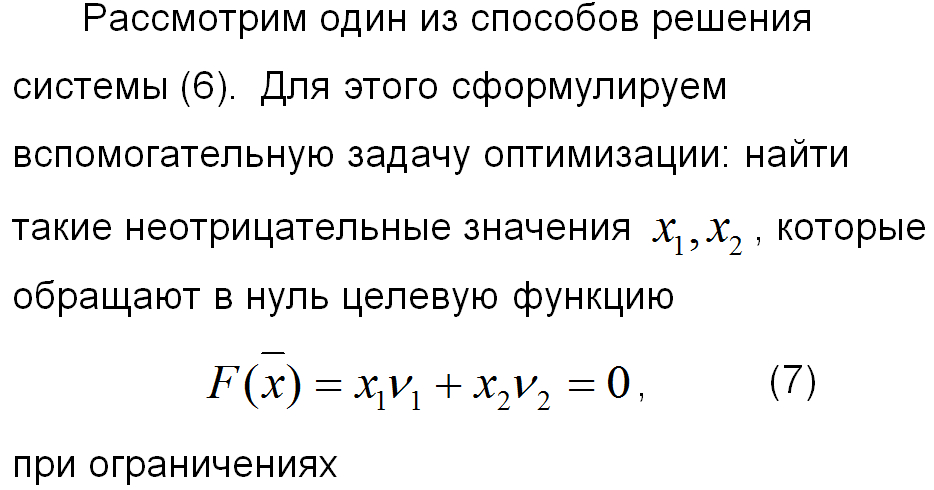 Рассмотрим один из способов решения
системы (6). Для этого сформулируем
вспомогательную задачу оптимизации: найти
такие неотрицательные значения x₁, x₂ , которые
обращают в нуль целевую функцию
F(x̅) = x₁ν₁ + x₂ν₂ = 0, (7)
при ограничениях